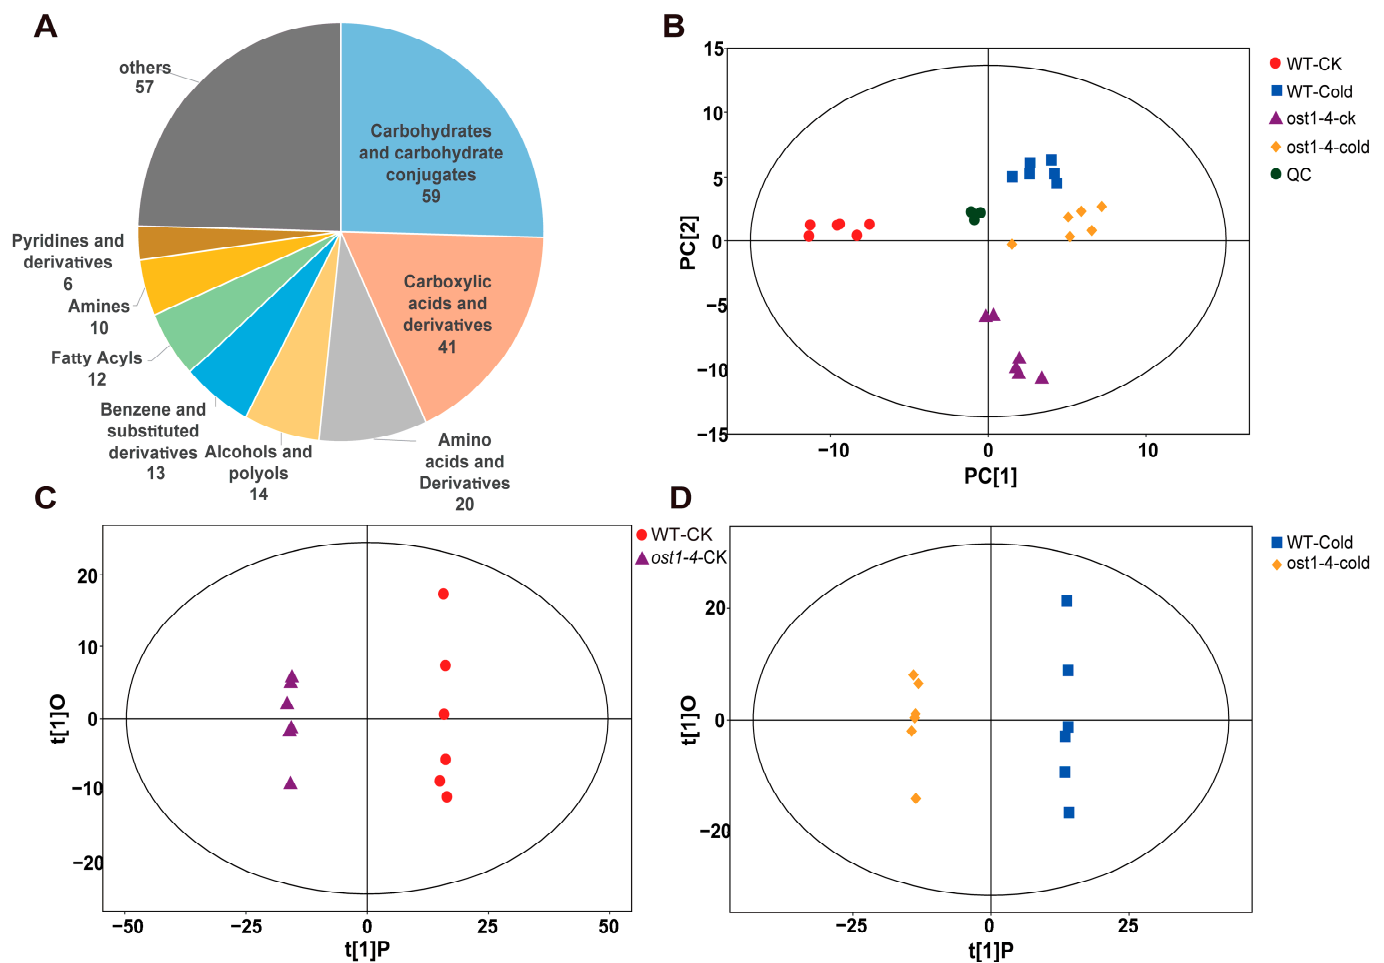 A
others
57
Carbohydrates
and carbohydrate
conjugates
59
Pyridines and
derivatives
6
Carboxylic
acids and
derivatives
41
Amines
10
Fatty Acyls
12
Benzene and
substituted
derivatives
13
Alcohols and
polyols
14
Amino
acids and
Derivatives
20
B
15
10
5
0
−5
−10
−15
PC[2]
−10
0
10
PC[1]
WT-CK
WT-Cold
ost1-4-ck
ost1-4-cold
QC
C
20
10
0
−10
−20
t[1]O
−50
−25
0
25
50
t[1]P
WT-CK
ost1-4-CK
D
20
0
−20
t[1]O
−25
0
25
t[1]P
WT-Cold
ost1-4-cold